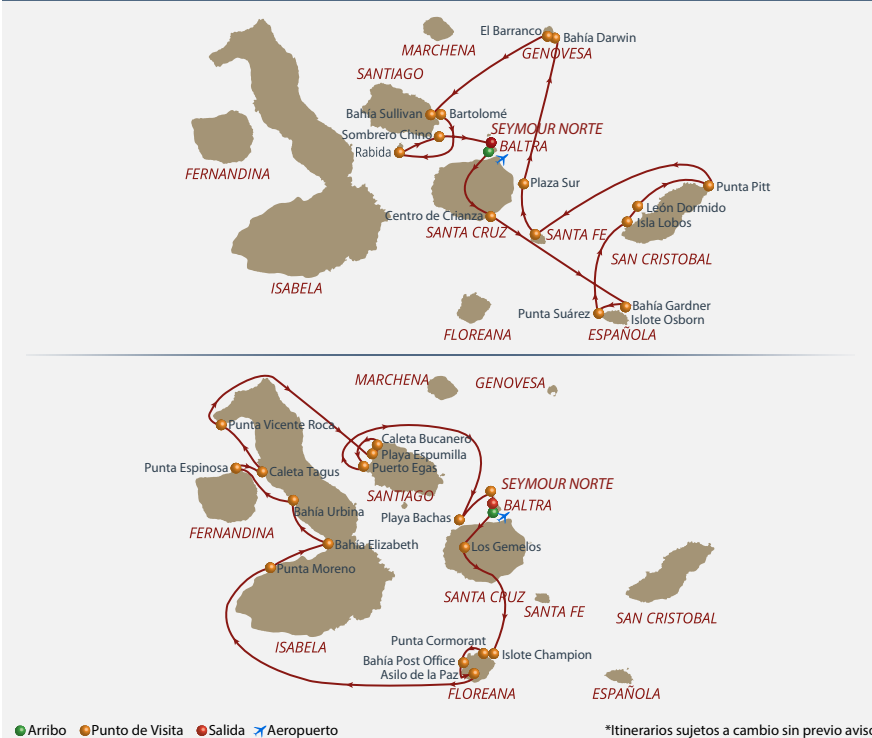 El Barranco
Bahía Darwin
MARCHENA
GENOVESA
SANTIAGO
Bahía Sullivan
Bartolomé
SEYMOUR NORTE
Sombrero Chino
BALTRA
Rabida
FERNANDINA
Plaza Sur
Punta Pitt
León Dormido
Centro de Crianza
Isla Lobos
SANTA CRUZ
SANTA FE
SAN CRISTOBAL
ISABELA
Bahía Gardner
Punta Suárez
Islote Osborn
FLOREANA
ESPAÑOLA
MARCHENA
GENOVESA
Punta Vicente Roca
Caleta Bucanero
Playa Espumilla
Punta Espinosa
Caleta Tagus
Puerto Egas
SEYMOUR NORTE
SANTIAGO
BALTRA
Bahía Urbina
Playa Bachas
FERNANDINA
Bahía Elizabeth
Los Gemelos
Punta Moreno
SANTA CRUZ
SANTA FE
SAN CRISTOBAL
ISABELA
Punta Cormorant
Islote Champion
Bahía Post Office
Asilo de la Paz
FLOREANA
ESPAÑOLA
Arribo Punto de Visita Salida Aeropuerto
*Itinerarios sujetos a cambio sin previo aviso